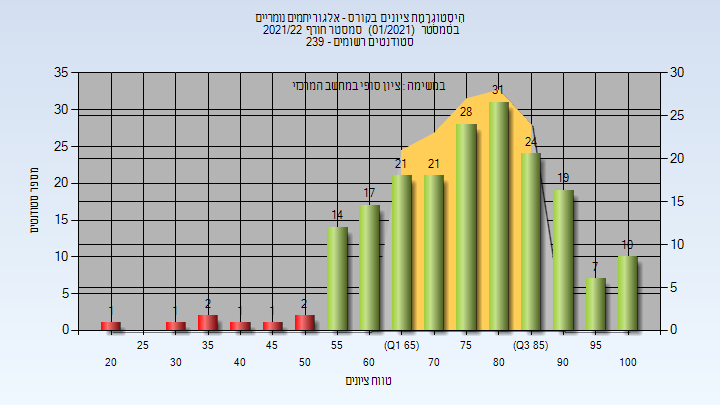 היסטוגרמת ציונים בקורס - אלגוריתמים נומריים
בסמסטר (01/2021) סמסטר חורף 2021/22
סטודנטים רשומים - 239
במשימה : ציון סופי במחשב המרכזי
35 30 25 20 15 10 5 0
מספר סטודנטים
30 25 20 15 10 5 0
1 1 2 1 1 2 14 17 21 21 28 31 24 19 7 10
25 35 45 55 (Q1 65) 75 (Q3 85) 95
20 30 40 50 60 70 80 90 100
טווח ציונים